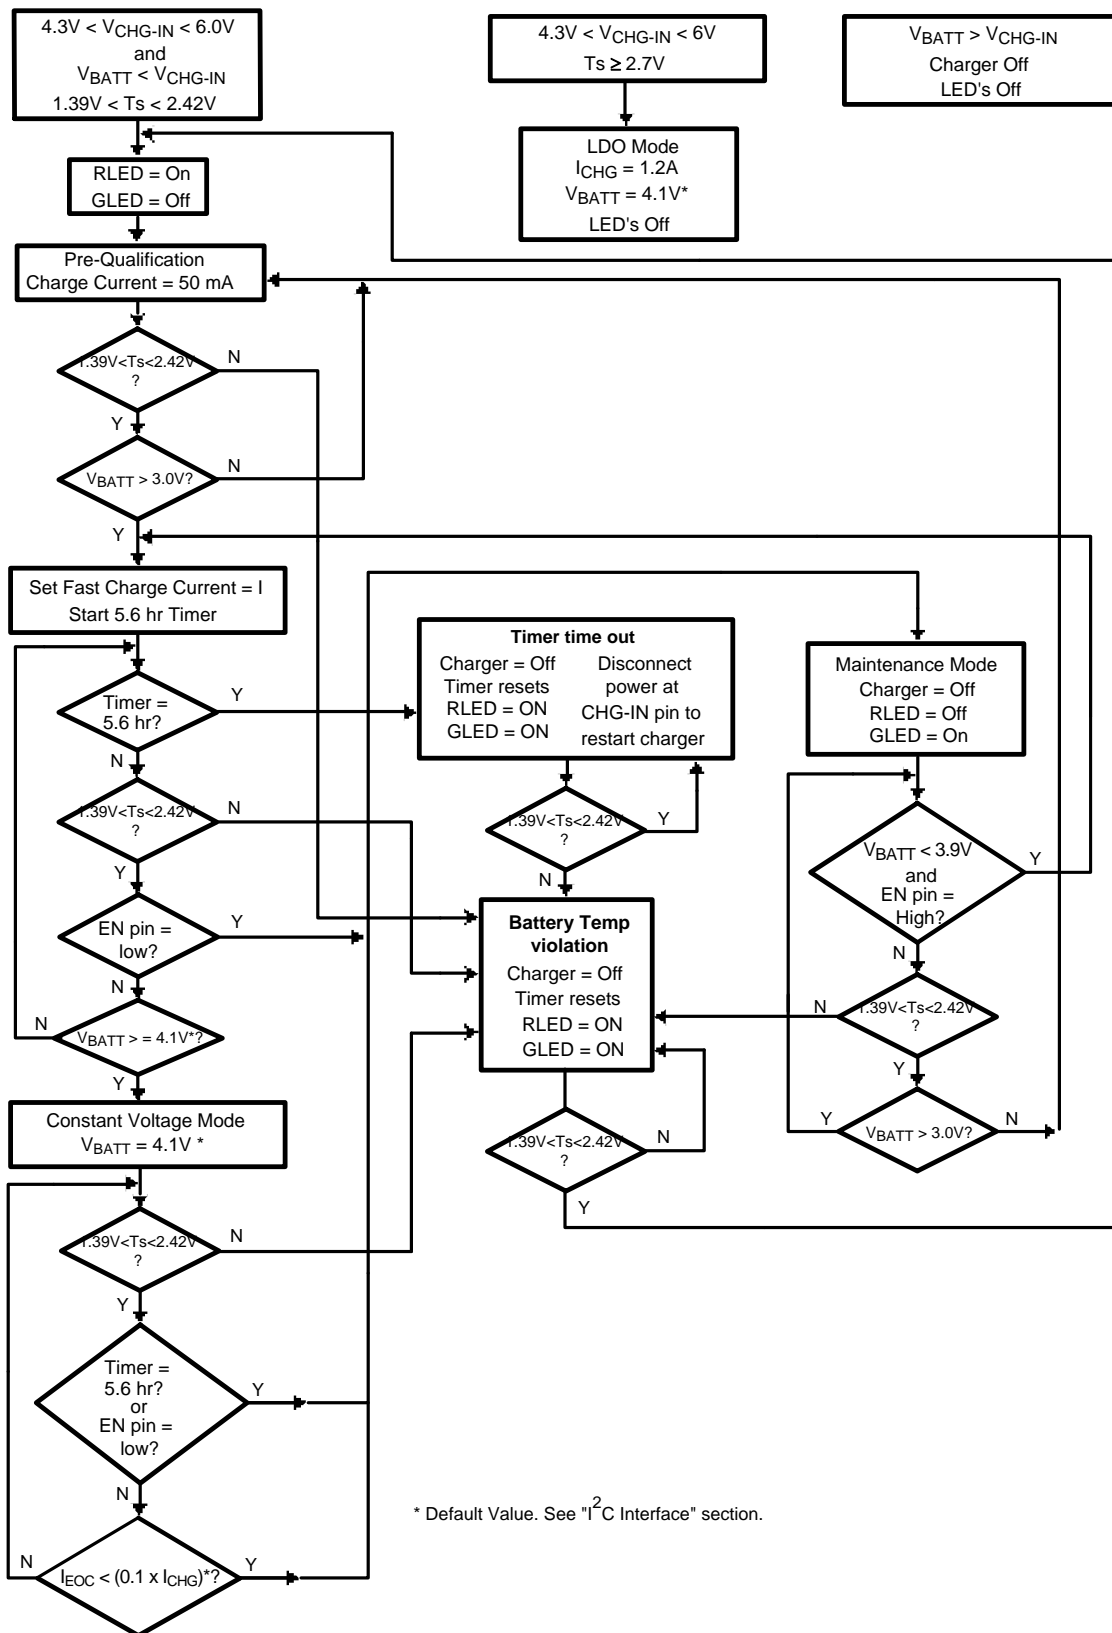 4.3V < VCHG-IN < 6.0V
and
VBATT < VCHG-IN
1.39V < Ts < 2.42V
4.3V < VCHG-IN < 6V
Ts ≥ 2.7V
VBATT > VCHG-IN
Charger Off
LED's Off
LDO Mode
ICHG = 1.2A
VBATT = 4.1V*
LED's Off
RLED = On
GLED = Off
Pre-Qualification
Charge Current = 50 mA
1.39V<Ts<2.42V
?
N
Y
VBATT > 3.0V?
N
Y
Set Fast Charge Current = I
Start 5.6 hr Timer
Timer =
5.6 hr?
Y
N
1.39V<Ts<2.42V
?
N
Y
EN pin =
low?
Y
N
VBATT > = 4.1V*?
N
Y
Constant Voltage Mode
VBATT = 4.1V *
1.39V<Ts<2.42V
?
N
Y
Timer =
5.6 hr?
or
EN pin =
low?
Y
N
IEOC < (0.1 x ICHG)*?
N
Y
Timer time out
Charger = Off
Timer resets
RLED = ON
GLED = ON
Disconnect
power at
CHG-IN pin to
restart charger
1.39V<Ts<2.42V
?
Y
N
Battery Temp
violation
Charger = Off
Timer resets
RLED = ON
GLED = ON
1.39V<Ts<2.42V
?
N
Y
Maintenance Mode
Charger = Off
RLED = Off
GLED = On
VBATT < 3.9V
and
EN pin =
High?
Y
N
1.39V<Ts<2.42V
?
N
Y
VBATT > 3.0V?
Y
N
* Default Value. See "I2C Interface" section.